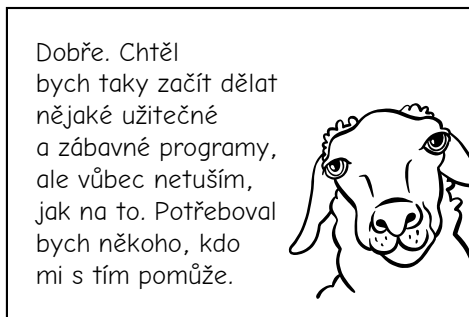 Dobře. Chtěl
bych taky začít dělat
nějaké užitečné
a zábavné programy,
ale vůbec netuším,
jak na to. Potřeboval
bych někoho, kdo
mi s tím pomůže.